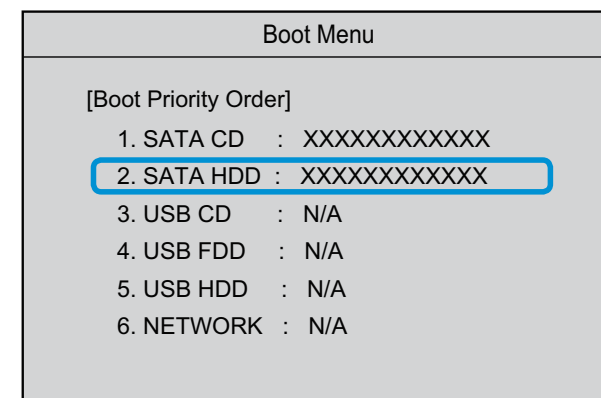 Boot Menu
[Boot Priority Order]
1. SATA CD : XXXXXXXXXXXX
2. SATA HDD : XXXXXXXXXXXX
3. USB CD : N/A
4. USB FDD : N/A
5. USB HDD : N/A
6. NETWORK : N/A